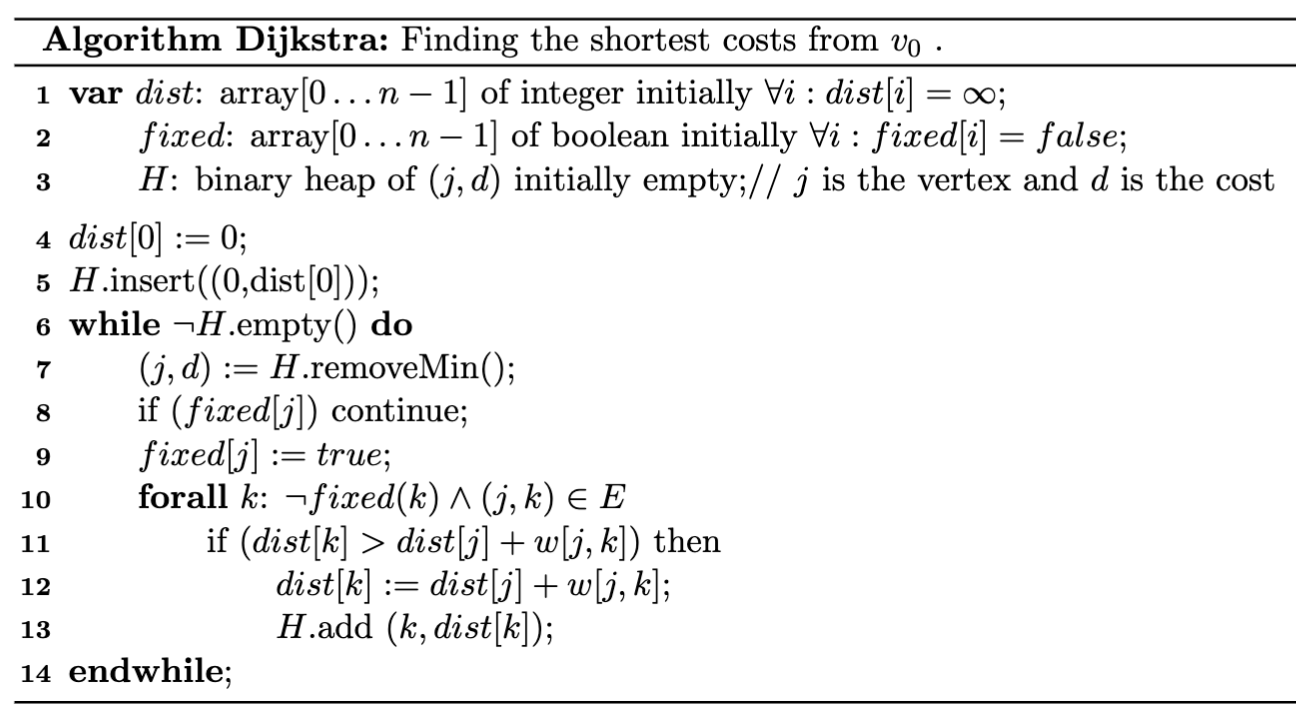 Algorithm Dijkstra: Finding the shortest costs from v₀ .
1 var dist: array[0…n − 1] of integer initially ∀i : dist[i] = ∞;
2 fixed: array[0…n − 1] of boolean initially ∀i : fixed[i] = false;
3 H: binary heap of (j, d) initially empty;// j is the vertex and d is the cost
4 dist[0] := 0;
5 H.insert((0,dist[0]));
6 while ¬H.empty() do
7 (j, d) := H.removeMin();
8 if (fixed[j]) continue;
9 fixed[j] := true;
10 forall k: ¬fixed(k) ∧ (j, k) ∈ E
11 if (dist[k] > dist[j] + w[j, k]) then
12 dist[k] := dist[j] + w[j, k];
13 H.add (k, dist[k]);
14 endwhile;